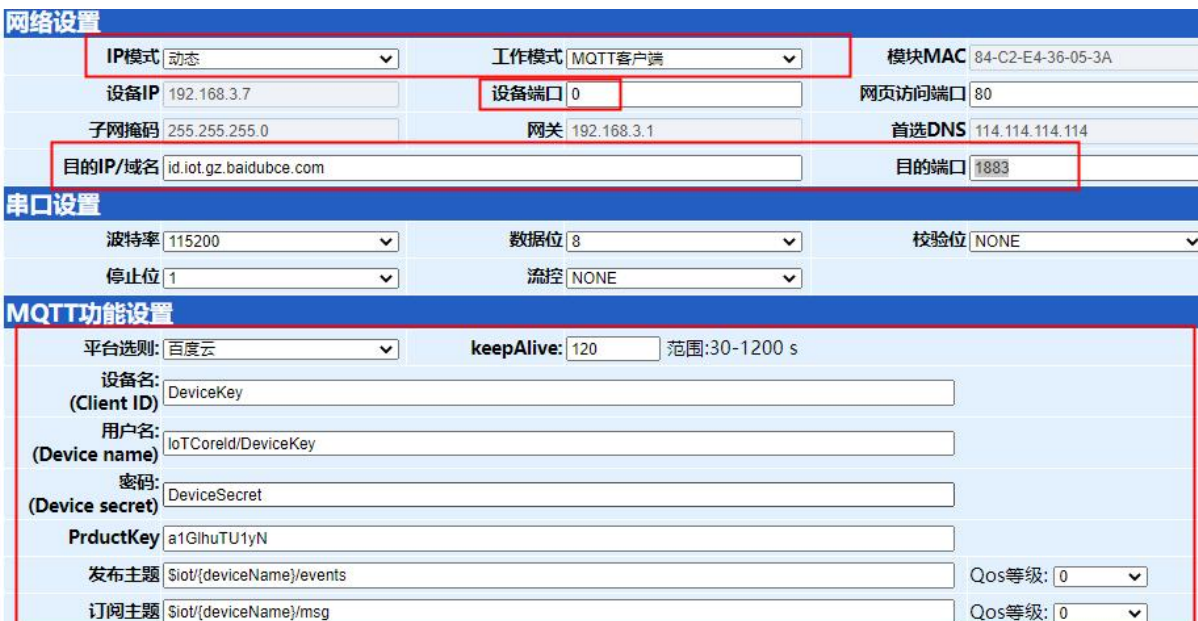 网络设置
IP模式 动态 工作模式 MQTT客户端 模块MAC 84-C2-E4-36-05-3A
设备IP 192.168.3.7 设备端口 0 网页访问端口 80
子网掩码 255.255.255.0 网关 192.168.3.1 首选DNS 114.114.114.114
目的IP/域名 id.iot.gz.baidubce.com 目的端口 1883
串口设置
波特率 115200 数据位 8 校验位 NONE
停止位 1 流控 NONE
MQTT功能设置
平台选则: 百度云 keepAlive: 120 范围:30-1200 s
设备名:
(Client ID) DeviceKey
用户名:
(Device name) IoTCoreId/DeviceKey
密码:
(Device secret) DeviceSecret
PrductKey a1GlhuTU1yN
发布主题 $iot/{deviceName}/events Qos等级: 0
订阅主题 $iot/{deviceName}/msg Qos等级: 0